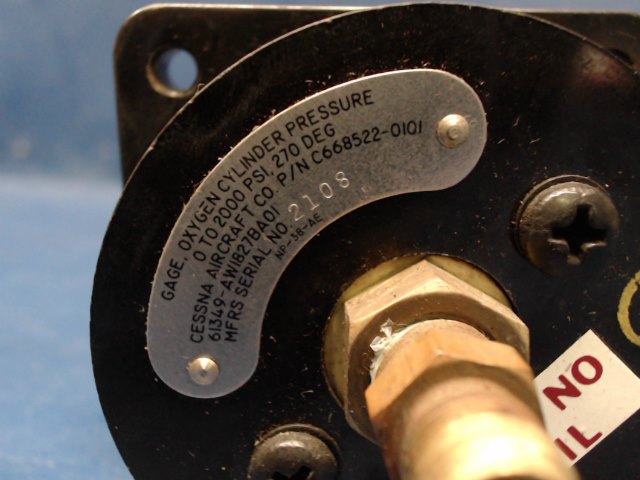 GAGE, OXYGEN CYLINDER PRESSURE
0 TO 2000 PSI, 270 DEG
CESSNA AIRCRAFT CO. P/N C668522-0101
61349-AW1827BA01
MFRS SERIAL NO. 2108
NP-38-AE
NO
IL